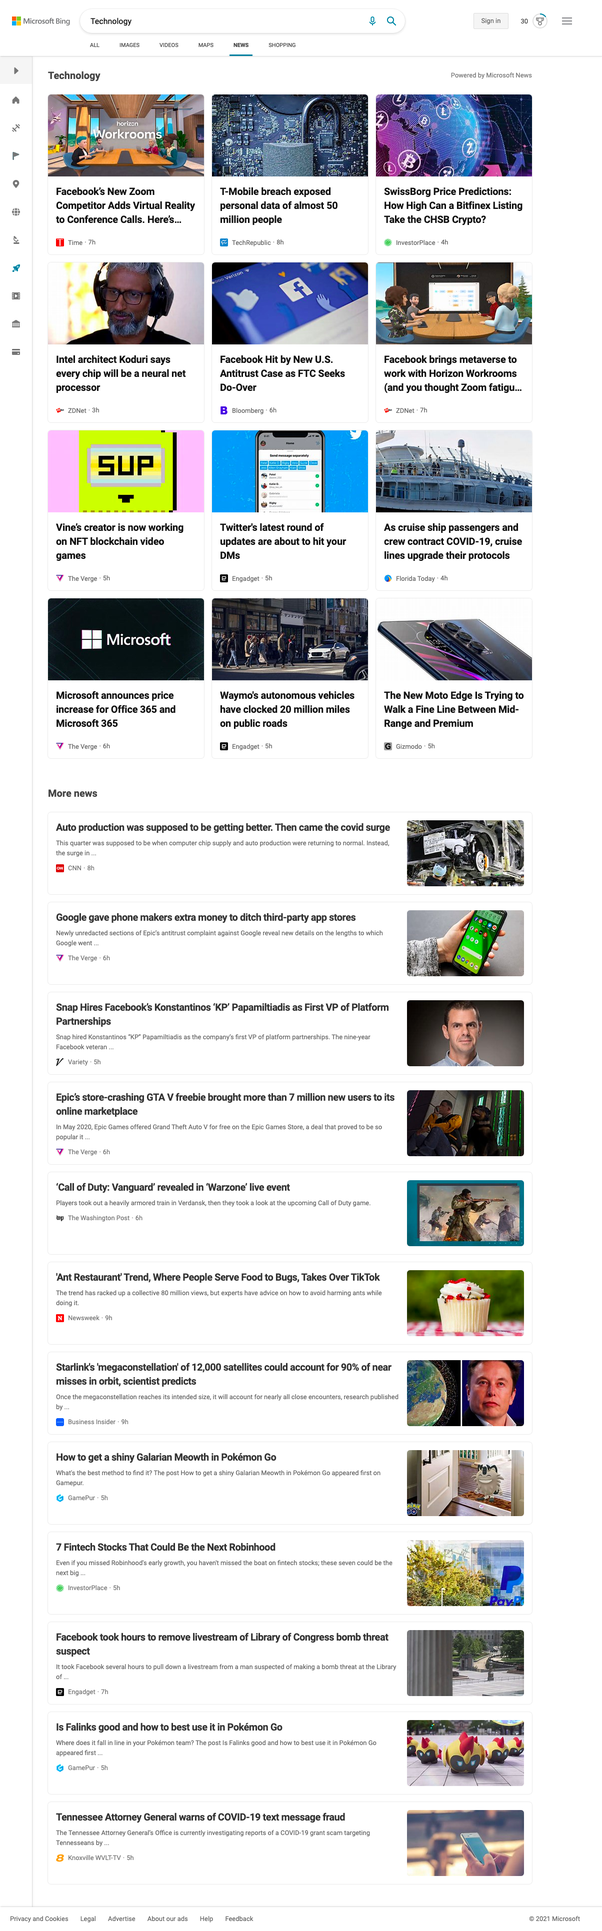 Microsoft Bing
Technology
Sign in
30
ALL IMAGES VIDEOS MAPS NEWS SHOPPING
Technology
Powered by Microsoft News
horizon
Workrooms
Facebook's New Zoom
Competitor Adds Virtual Reality
to Conference Calls. Here's...
Time · 7h
T-Mobile breach exposed
personal data of almost 50
million people
TechRepublic · 8h
SwissBorg Price Predictions:
How High Can a Bitfinex Listing
Take the CHSB Crypto?
InvestorPlace · 4h
Intel architect Koduri says
every chip will be a neural net
processor
ZDNet · 3h
Facebook Hit by New U.S.
Antitrust Case as FTC Seeks
Do-Over
Bloomberg · 6h
Facebook brings metaverse to
work with Horizon Workrooms
(and you thought Zoom fatigu...
ZDNet · 7h
SUP
Vine's creator is now working
on NFT blockchain video
games
The Verge · 5h
Twitter's latest round of
updates are about to hit your
DMs
Engadget · 5h
As cruise ship passengers and
crew contract COVID-19, cruise
lines upgrade their protocols
Florida Today · 4h
Microsoft
Microsoft announces price
increase for Office 365 and
Microsoft 365
The Verge · 6h
Waymo's autonomous vehicles
have clocked 20 million miles
on public roads
Engadget · 5h
The New Moto Edge Is Trying to
Walk a Fine Line Between Mid-
Range and Premium
Gizmodo · 5h
More news
Auto production was supposed to be getting better. Then came the covid surge
This quarter was supposed to be when computer chip supply and auto production were returning to normal. Instead,
the surge in ...
CNN · 8h
Google gave phone makers extra money to ditch third-party app stores
Newly unredacted sections of Epic's antitrust complaint against Google reveal new details on the lengths to which
Google went ...
The Verge · 6h
Snap Hires Facebook's Konstantinos 'KP' Papamiltiadis as First VP of Platform
Partnerships
Snap hired Konstantinos "KP" Papamiltiadis as the company's first VP of platform partnerships. The nine-year
Facebook veteran ...
Variety · 5h
Epic's store-crashing GTA V freebie brought more than 7 million new users to its
online marketplace
In May 2020, Epic Games offered Grand Theft Auto V for free on the Epic Games Store, a deal that proved to be so
popular it ...
The Verge · 6h
'Call of Duty: Vanguard' revealed in 'Warzone' live event
Players took out a heavily armored train in Verdansk, then they took a look at the upcoming Call of Duty game.
The Washington Post · 6h
'Ant Restaurant' Trend, Where People Serve Food to Bugs, Takes Over TikTok
The trend has racked up a collective 80 million views, but experts have advice on how to avoid harming ants while
doing it.
Newsweek · 9h
Starlink's 'megaconstellation' of 12,000 satellites could account for 90% of near
misses in orbit, scientist predicts
Once the megaconstellation reaches its intended size, it will account for nearly all close encounters, research published
by ...
Business Insider · 9h
How to get a shiny Galarian Meowth in Pokémon Go
What's the best method to find it? The post How to get a shiny Galarian Meowth in Pokémon Go appeared first on
Gamepur.
GamePur · 5h
7 Fintech Stocks That Could Be the Next Robinhood
Even if you missed Robinhood's early growth, you haven't missed the boat on fintech stocks; these seven could be the
next big ...
InvestorPlace · 5h
PayP
Facebook took hours to remove livestream of Library of Congress bomb threat
suspect
It took Facebook several hours to pull down a livestream from a man suspected of making a bomb threat at the Library
of ...
Engadget · 7h
Is Falinks good and how to best use it in Pokémon Go
Where does it fall in line in your Pokémon team? The post Is Falinks good and how to best use it in Pokémon Go
appeared first ...
GamePur · 5h
Tennessee Attorney General warns of COVID-19 text message fraud
The Tennessee Attorney General's Office is currently investigating reports of a COVID-19 grant scam targeting
Tennesseans by ...
Knoxville WVLT-TV · 5h
Privacy and Cookies Legal Advertise About our ads Help Feedback
© 2021 Microsoft